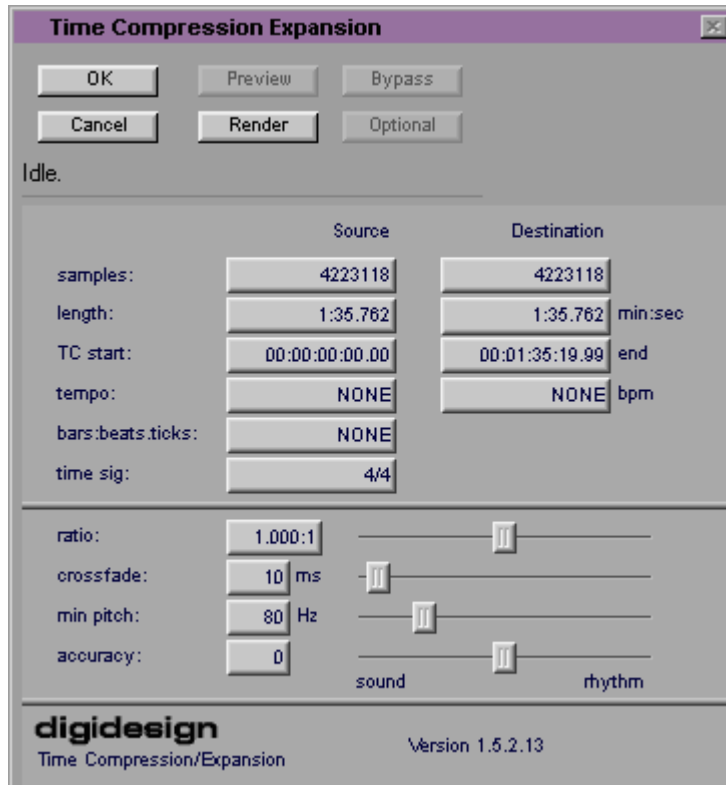 Time Compression Expansion
OK Preview Bypass
Cancel Render Optional
Idle.
Source Destination
samples: 4223118 4223118
length: 1:35.762 1:35.762 min:sec
TC start: 00:00:00:00.00 00:01:35:19.99 end
tempo: NONE NONE bpm
bars:beats.ticks: NONE
time sig: 4/4
ratio: 1.000:1
crossfade: 10 ms
min pitch: 80 Hz
accuracy: 0
sound rhythm
digidesign
Time Compression/Expansion Version 1.5.2.13